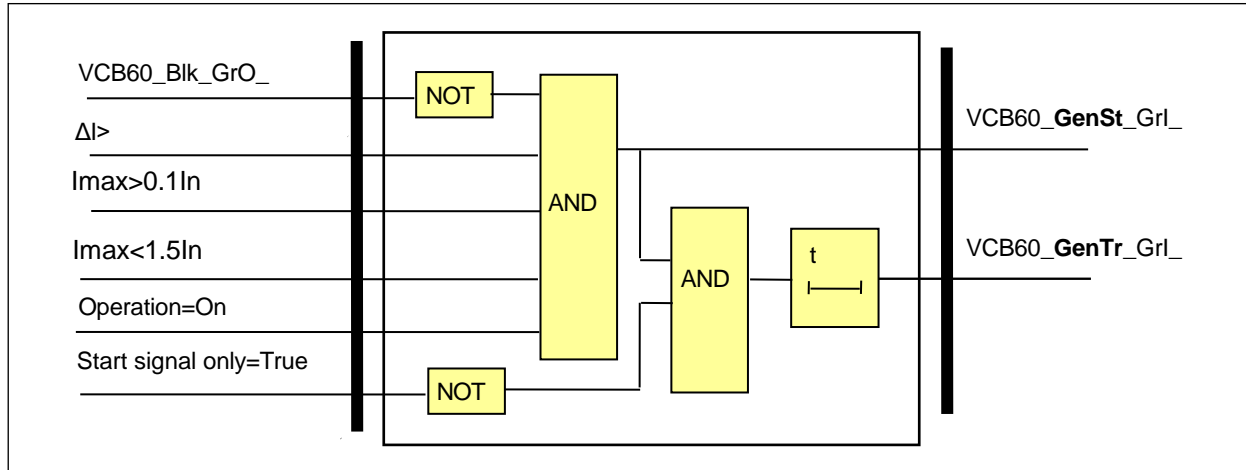 VCB60_Blk_GrO_
NOT
ΔI>
VCB60_GenSt_GrI_
Imax>0.1In
AND
Imax<1.5In
t
VCB60_GenTr_GrI_
AND
Operation=On
Start signal only=True
NOT